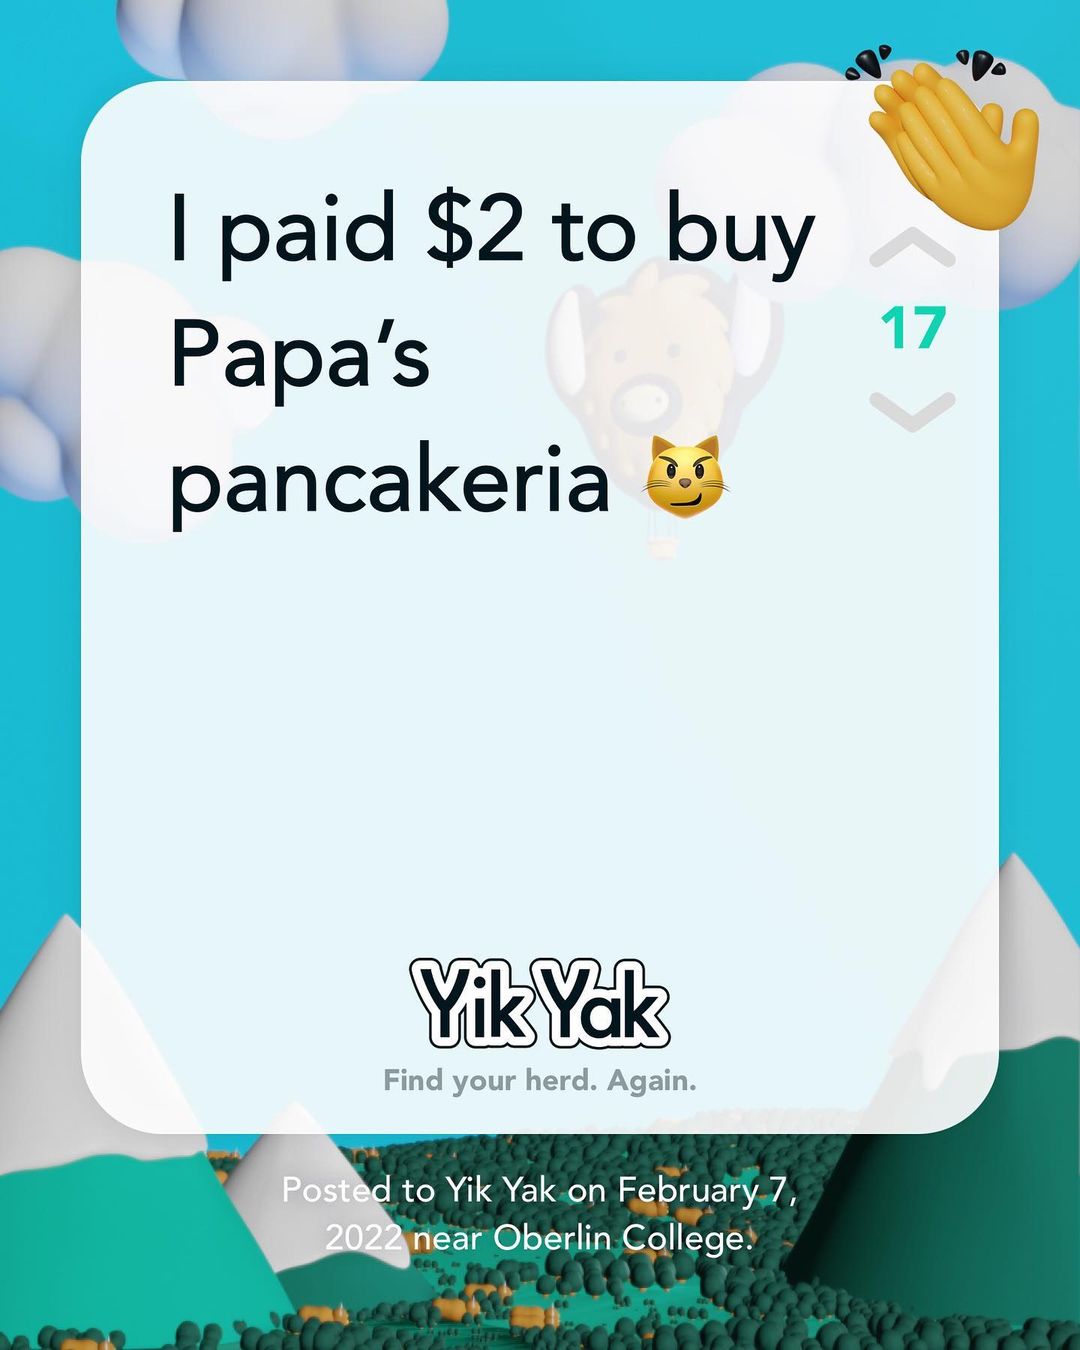 I paid $2 to buy
Papa’s
pancakeria 😼
17
Yik Yak
Find your herd. Again.
Posted to Yik Yak on February 7,
2022 near Oberlin College.